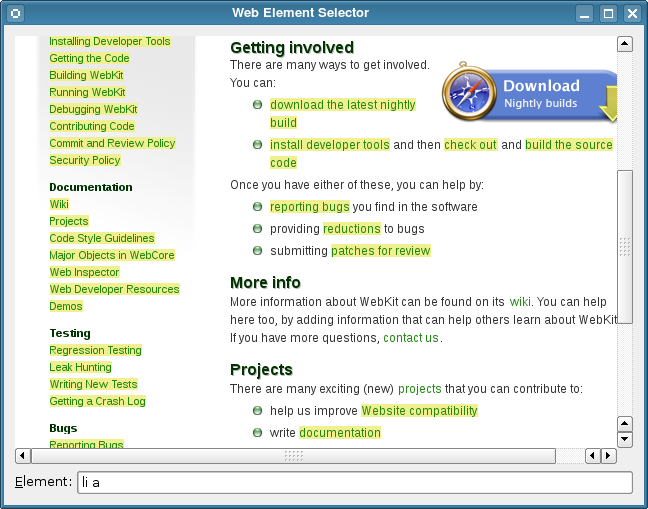 Web Element Selector
Installing Developer Tools
Getting the Code
Building WebKit
Running WebKit
Debugging WebKit
Contributing Code
Commit and Review Policy
Security Policy
Documentation
Wiki
Projects
Code Style Guidelines
Major Objects in WebCore
Web Inspector
Web Developer Resources
Demos
Testing
Regression Testing
Leak Hunting
Writing New Tests
Getting a Crash Log
Bugs
Reporting Bugs
Getting involved
There are many ways to get involved.
You can:
download the latest nightly
build
install developer tools and then check out and build the source
code
Once you have either of these, you can help by:
reporting bugs you find in the software
providing reductions to bugs
submitting patches for review
More info
More information about WebKit can be found on its wiki. You can help
here too, by adding information that can help others learn about WebKit
If you have more questions, contact us.
Projects
There are many exciting (new) projects that you can contribute to:
help us improve Website compatibility
write documentation
Download
Nightly builds
Element: li a